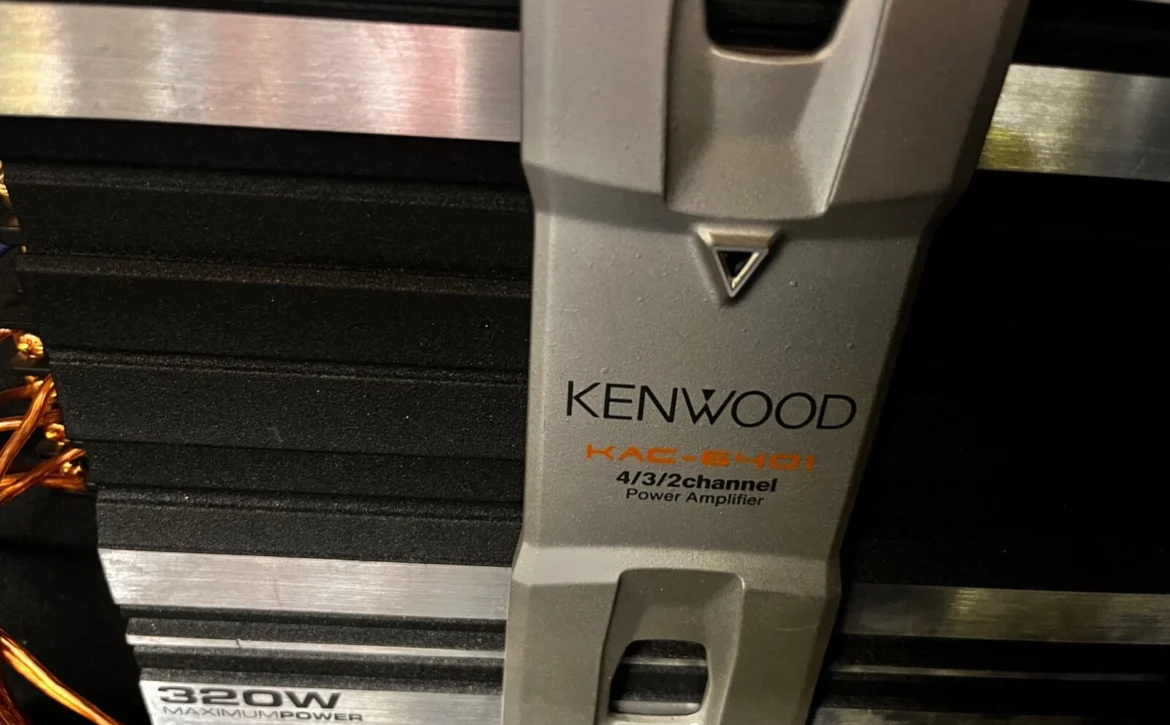 KENWOOD
KAC-6401
4/3/2channel
Power Amplifier
320W
MAXIMUMPOWER